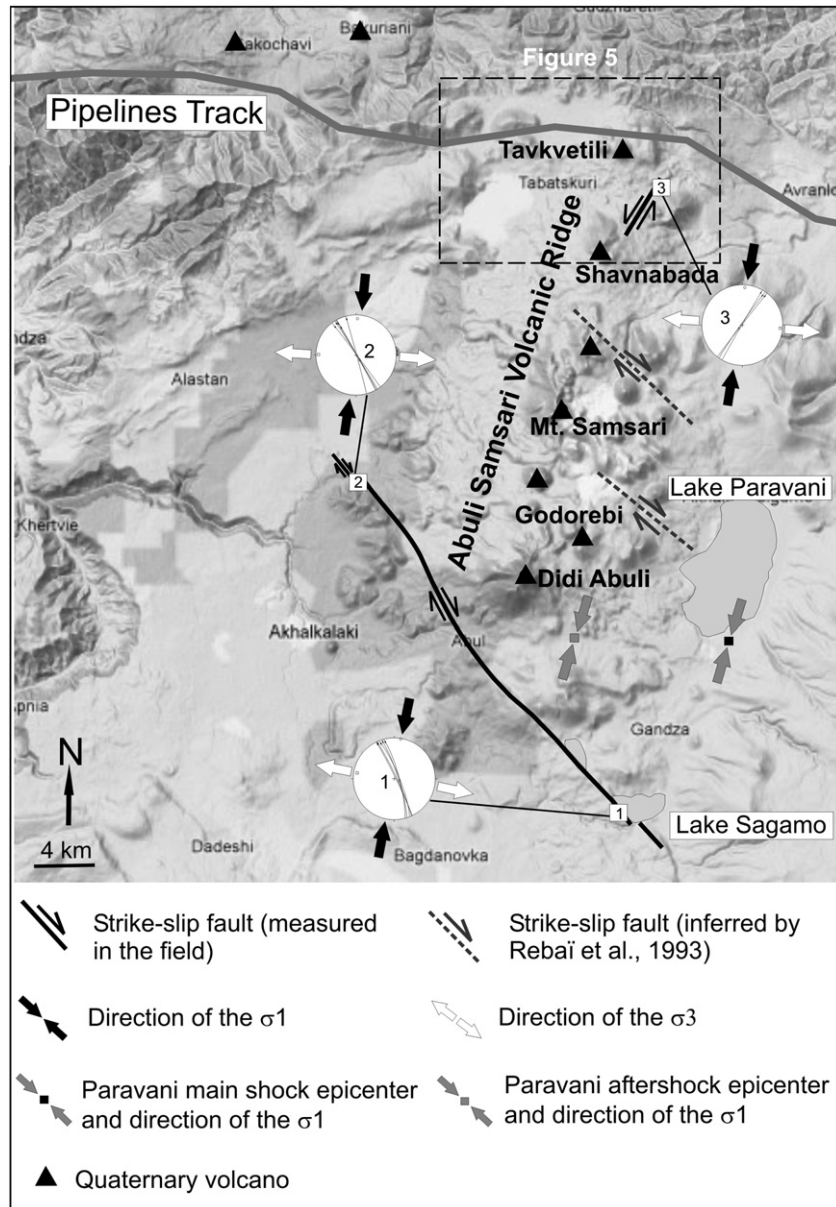 Bakuriani
akochavi
Figure 5
Pipelines Track
Tavkvetili
Tabatskuri
3
Avranlo
Shavnabada
Abuli Samsari Volcanic Ridge
3
2
Alastan
Mt. Samsari
2
Lake Paravani
Khertvie
Godorebi
Didi Abuli
Akhalkalaki
Abul
Gandza
N
1
1
4 km
Dadeshi
Bagdanovka
Lake Sagamo
Strike-slip fault (measured
in the field)
Strike-slip fault (inferred by
Rebaï et al., 1993)
Direction of the σ1
Direction of the σ3
Paravani main shock epicenter
and direction of the σ1
Paravani aftershock epicenter
and direction of the σ1
Quaternary volcano